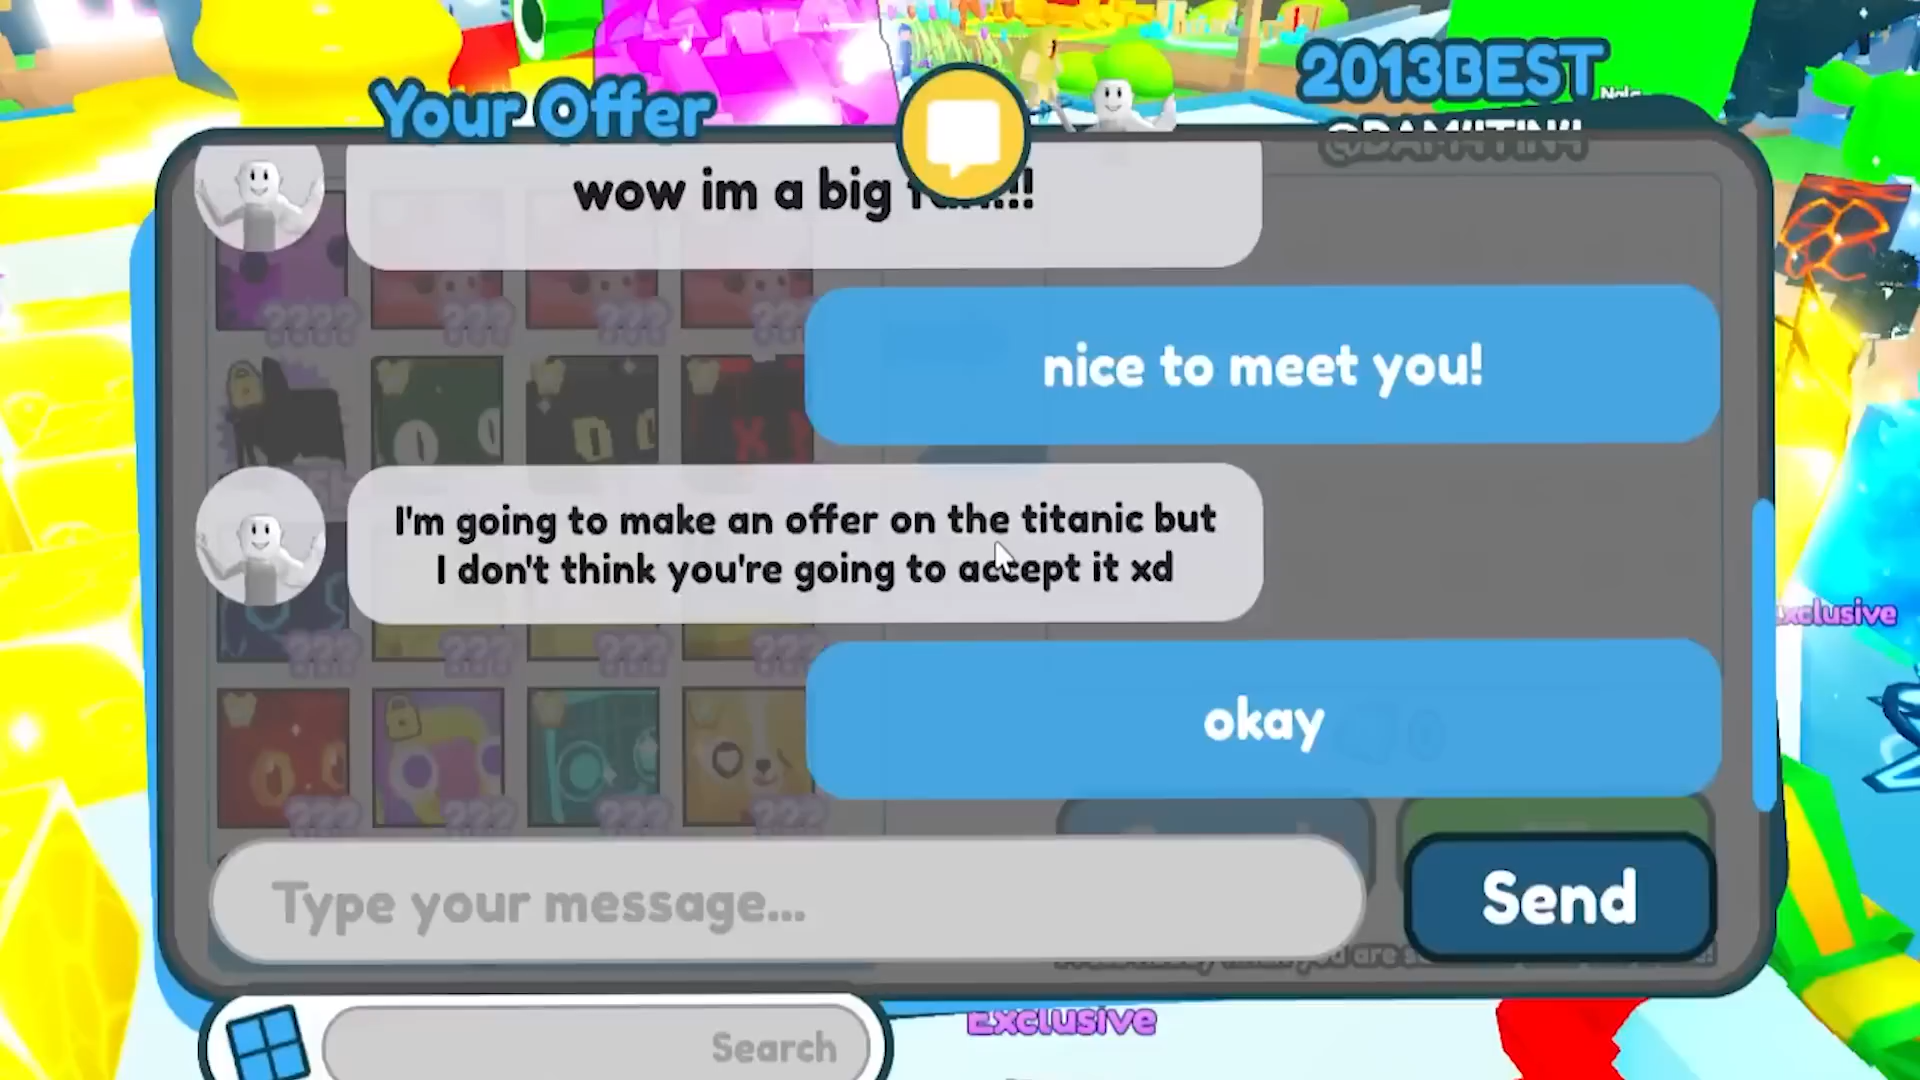 Your Offer
2013BEST
wow im a big
nice to meet you!
I'm going to make an offer on the titanic but
I don't think you're going to accept it xd
okay
Type your message...
Send
Search
Exclusive